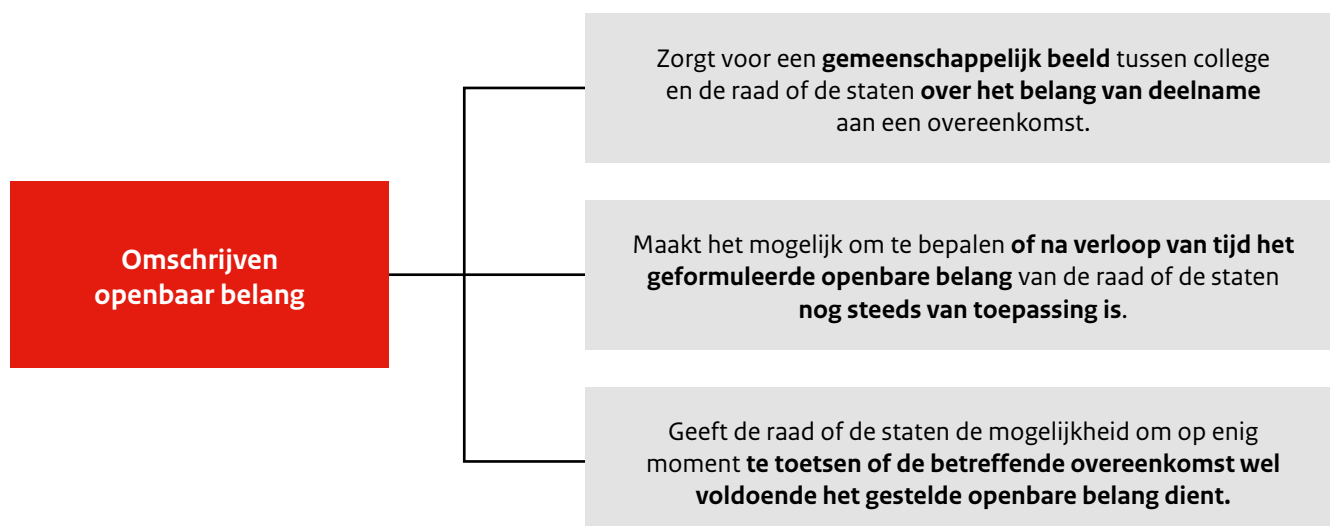 Omschrijven
openbaar belang
Zorgt voor een gemeenschappelijk beeld tussen college
en de raad of de staten over het belang van deelname
aan een overeenkomst.
Maakt het mogelijk om te bepalen of na verloop van tijd het
geformuleerde openbare belang van de raad of de staten
nog steeds van toepassing is.
Geeft de raad of de staten de mogelijkheid om op enig
moment te toetsen of de betreffende overeenkomst wel
voldoende het gestelde openbare belang dient.